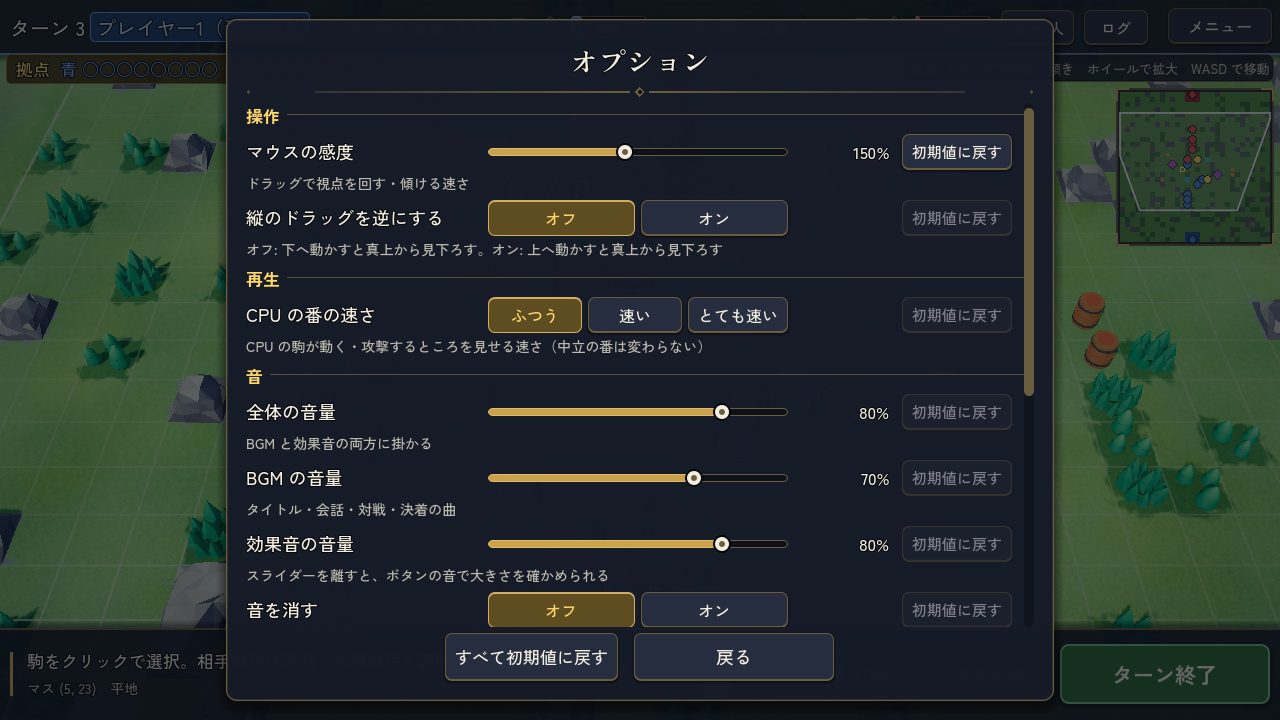 ターン 3 プレイヤー1
ログ
メニュー
拠点 青 〇〇〇〇〇〇〇〇
ホイールで拡大 WASD で移動
オプション
操作
マウスの感度 150% 初期値に戻す
ドラッグで視点を回す・傾ける速さ
縦のドラッグを逆にする オフ オン 初期値に戻す
オフ: 下へ動かすと真上から見下ろす。オン: 上へ動かすと真上から見下ろす
再生
CPU の番の速さ ふつう 速い とても速い 初期値に戻す
CPU の駒が動く・攻撃するところを見せる速さ（中立の番は変わらない）
音
全体の音量 80% 初期値に戻す
BGM と効果音の両方に掛かる
BGM の音量 70% 初期値に戻す
タイトル・会話・対戦・決着の曲
効果音の音量 80% 初期値に戻す
スライダーを離すと、ボタンの音で大きさを確かめられる
音を消す オフ オン 初期値に戻す
すべて初期値に戻す 戻る
駒をクリックで選択。相手
マス (5, 23) 平地
ターン終了